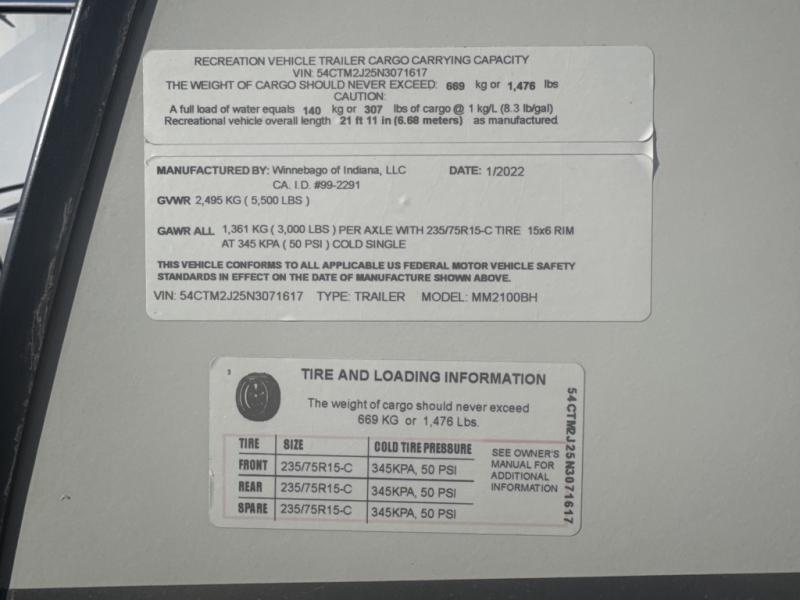 RECREATION VEHICLE TRAILER CARGO CARRYING CAPACITY
VIN: 54CTM2J25N3071617
THE WEIGHT OF CARGO SHOULD NEVER EXCEED: 669 kg or 1,476 lbs
CAUTION:
A full load of water equals 140 kg or 307 lbs of cargo @ 1 kg/L (8.3 lb/gal)
Recreational vehicle overall length 21 ft 11 in (6.68 meters) as manufactured
MANUFACTURED BY: Winnebago of Indiana, LLC DATE: 1/2022
CA. I.D. #99-2291
GVWR 2,495 KG ( 5,500 LBS )
GAWR ALL 1,361 KG ( 3,000 LBS ) PER AXLE WITH 235/75R15-C TIRE 15x6 RIM
AT 345 KPA ( 50 PSI ) COLD SINGLE
THIS VEHICLE CONFORMS TO ALL APPLICABLE US FEDERAL MOTOR VEHICLE SAFETY
STANDARDS IN EFFECT ON THE DATE OF MANUFACTURE SHOWN ABOVE.
VIN: 54CTM2J25N3071617 TYPE: TRAILER MODEL: MM2100BH
3
TIRE AND LOADING INFORMATION
The weight of cargo should never exceed
669 KG or 1,476 Lbs.
TIRE SIZE COLD TIRE PRESSURE
FRONT 235/75R15-C 345KPA, 50 PSI
REAR 235/75R15-C 345KPA, 50 PSI
SPARE 235/75R15-C 345KPA, 50 PSI
SEE OWNER'S
MANUAL FOR
ADDITIONAL
INFORMATION
54CTM2J25N3071617